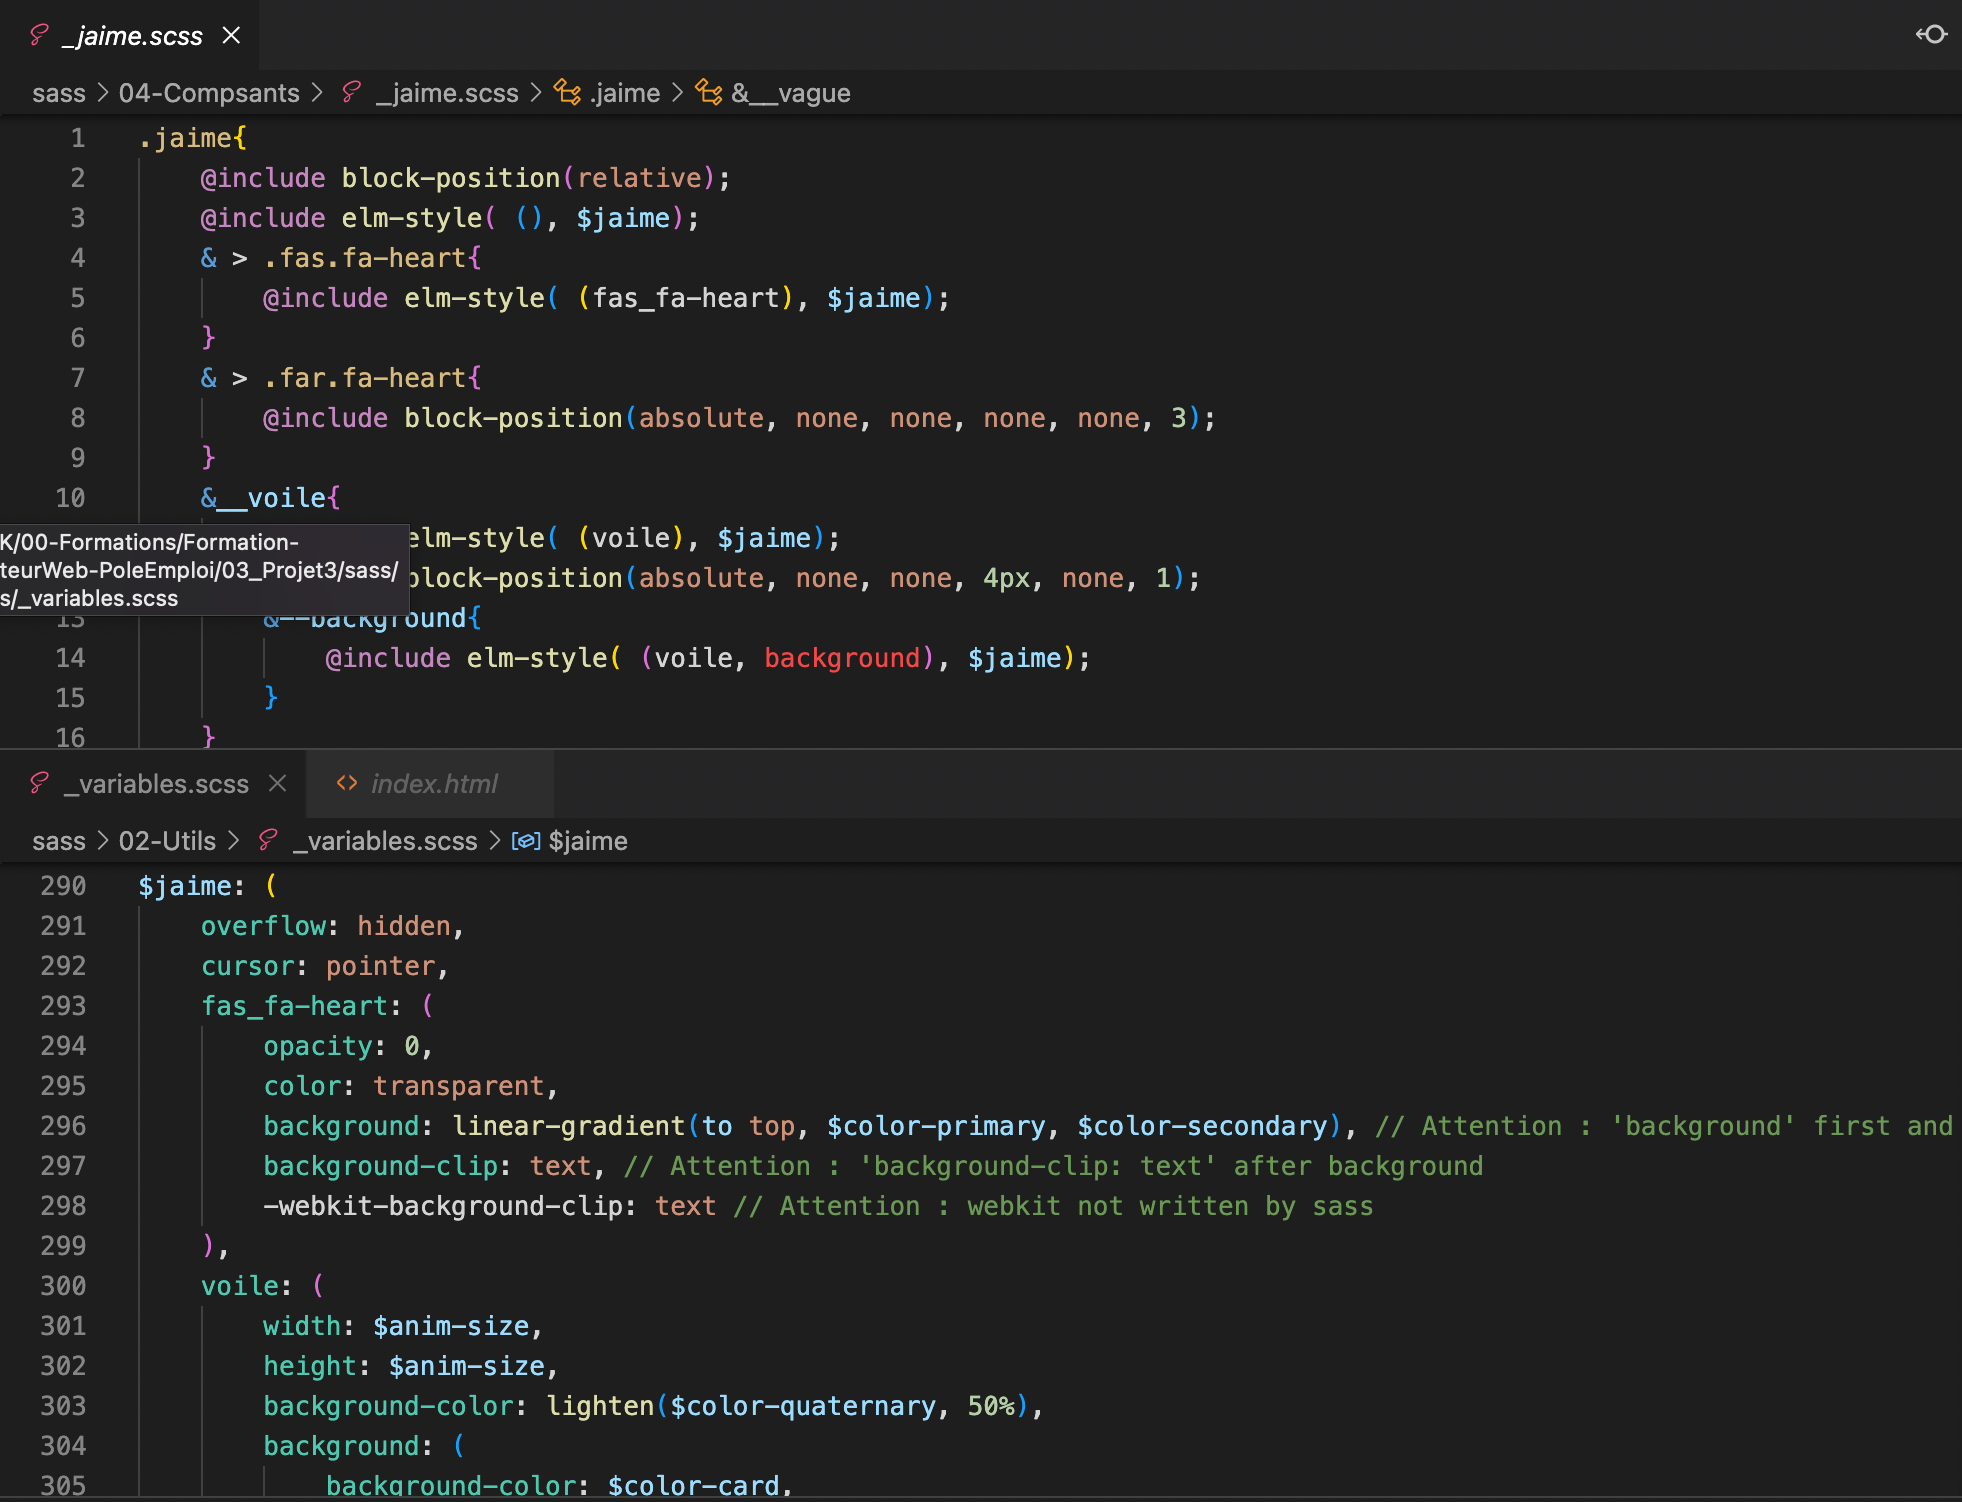 _jaime.scss
sass > 04-Compsants > _jaime.scss > .jaime > &__vague
1 .jaime{
2 @include block-position(relative);
3 @include elm-style( (), $jaime);
4 & > .fas.fa-heart{
5 @include elm-style( (fas_fa-heart), $jaime);
6 }
7 & > .far.fa-heart{
8 @include block-position(absolute, none, none, none, none, 3);
9 }
10 &__voile{
elm-style( (voile), $jaime);
block-position(absolute, none, none, 4px, none, 1);
K/00-Formations/Formation-
teurWeb-PoleEmploi/03_Projet3/sass/
s/_variables.scss
13 &--background{
14 @include elm-style( (voile, background), $jaime);
15 }
16 }
_variables.scss index.html
sass > 02-Utils > _variables.scss > $jaime
290 $jaime: (
291 overflow: hidden,
292 cursor: pointer,
293 fas_fa-heart: (
294 opacity: 0,
295 color: transparent,
296 background: linear-gradient(to top, $color-primary, $color-secondary), // Attention : 'background' first and
297 background-clip: text, // Attention : 'background-clip: text' after background
298 -webkit-background-clip: text // Attention : webkit not written by sass
299 ),
300 voile: (
301 width: $anim-size,
302 height: $anim-size,
303 background-color: lighten($color-quaternary, 50%),
304 background: (
305 background-color: $color-card,